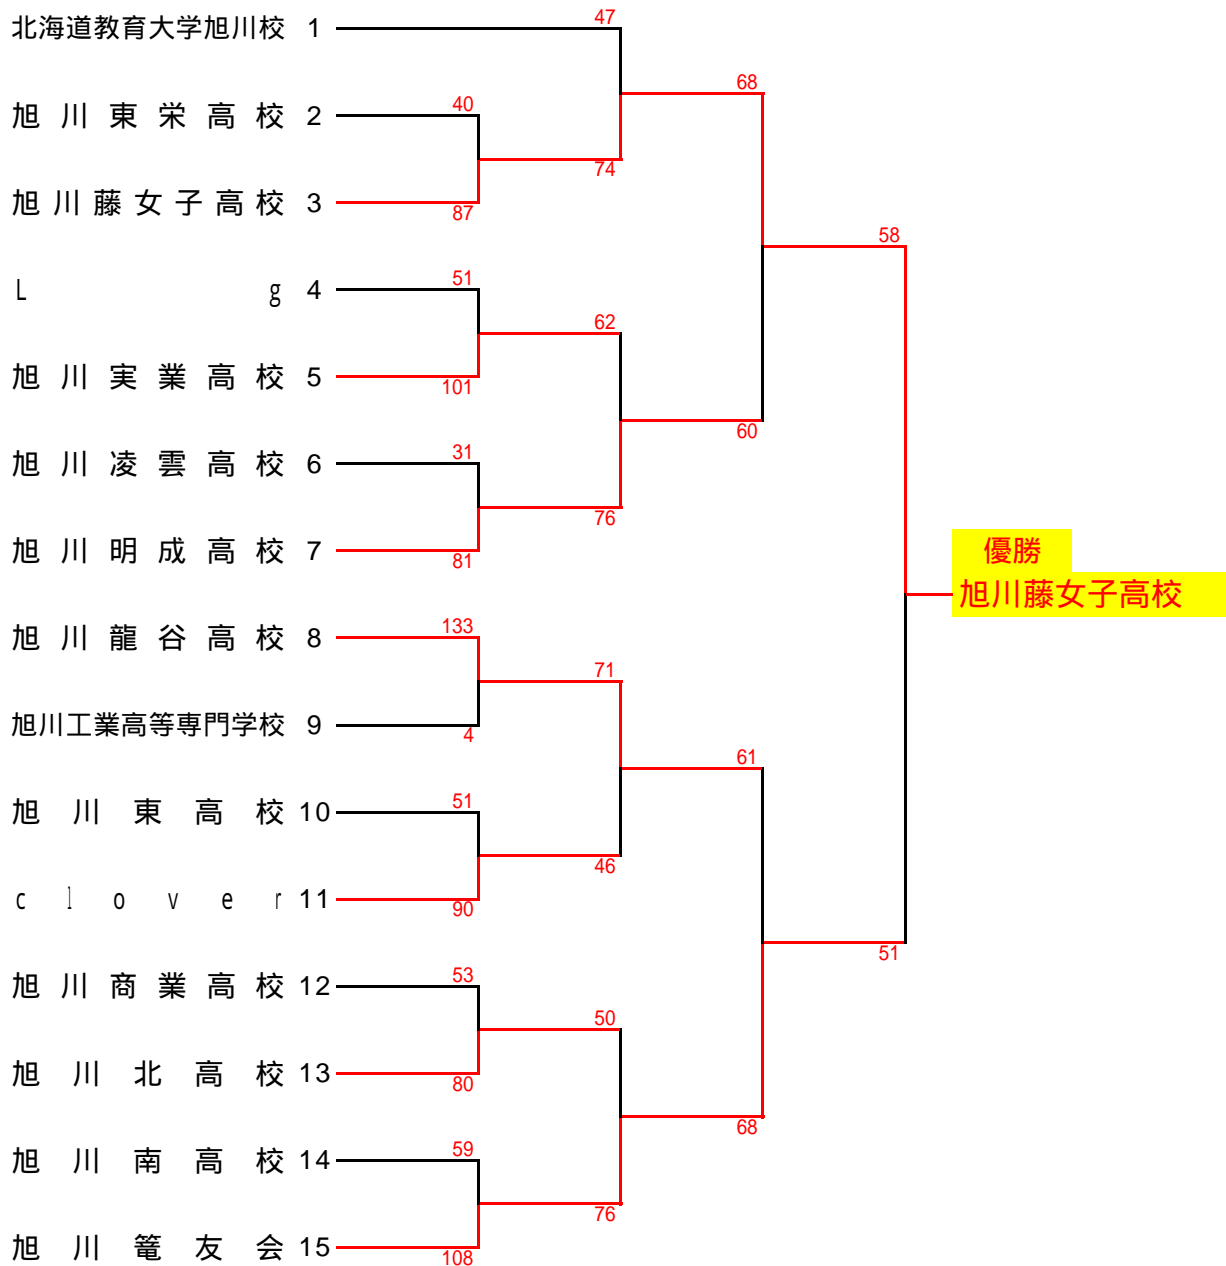 北海道教育大学旭川校 1
47
68
旭川東栄高校 2
40
74
旭川藤女子高校 3
87
58
L g 4
51
62
旭川実業高校 5
101
60
旭川凌雲高校 6
31
76
旭川明成高校 7
81
優勝
旭川藤女子高校
旭川龍谷高校 8
133
71
旭川工業高等専門学校 9
4
61
旭川東高校 10
51
46
clover 11
90
51
旭川商業高校 12
53
50
旭川北高校 13
80
68
旭川南高校 14
59
76
旭川篭友会 15
108